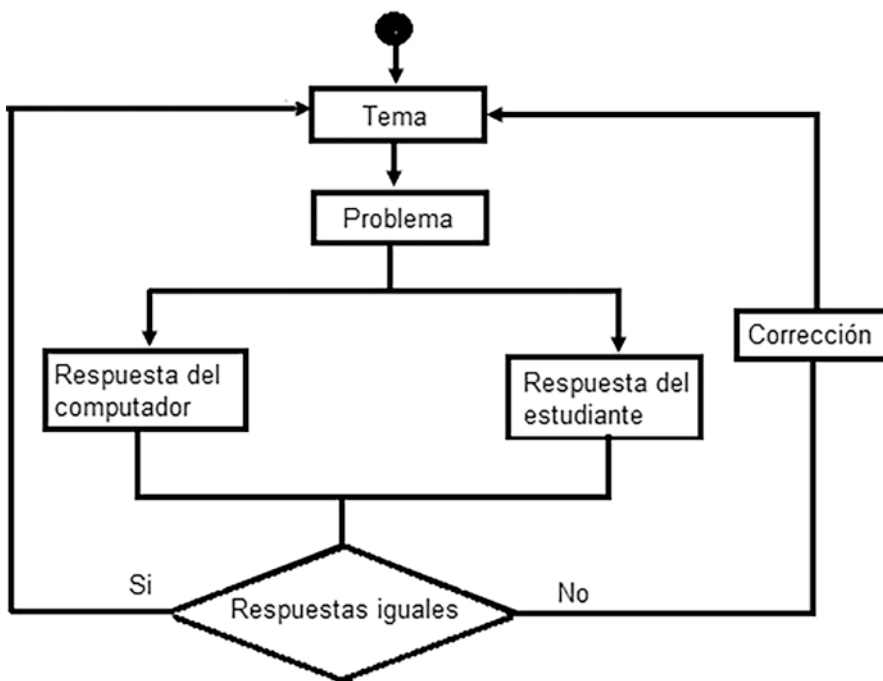 Tema
Problema
Corrección
Respuesta del
computador
Respuesta del
estudiante
Si
No
Respuestas iguales